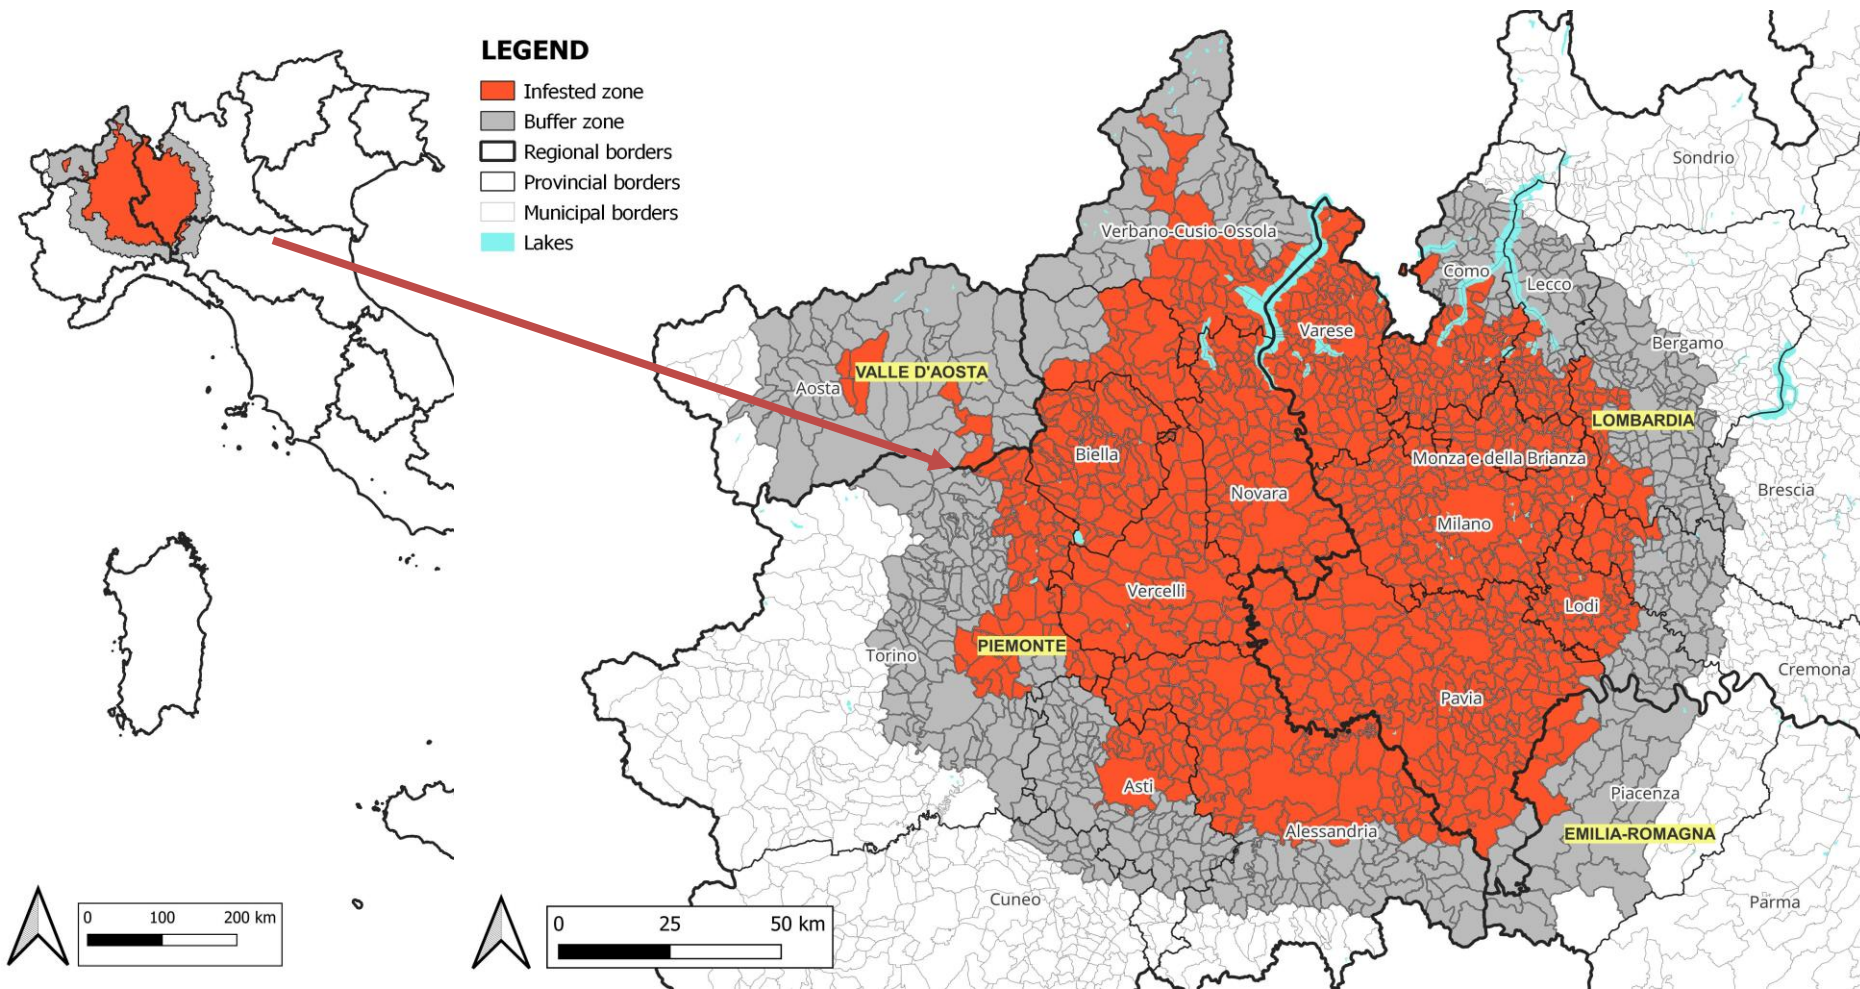 LEGEND
Infested zone
Buffer zone
Regional borders
Provincial borders
Municipal borders
Lakes
0 100 200 km
0 25 50 km
Sondrio
Verbano-Cusio-Ossola
Como
Lecco
Varese
Bergamo
VALLE D'AOSTA
Aosta
LOMBARDIA
Biella
Monza e della Brianza
Novara
Brescia
Milano
Vercelli
Lodi
PIEMONTE
Torino
Cremona
Pavia
Asti
Piacenza
Alessandria
EMILIA-ROMAGNA
Cuneo
Parma